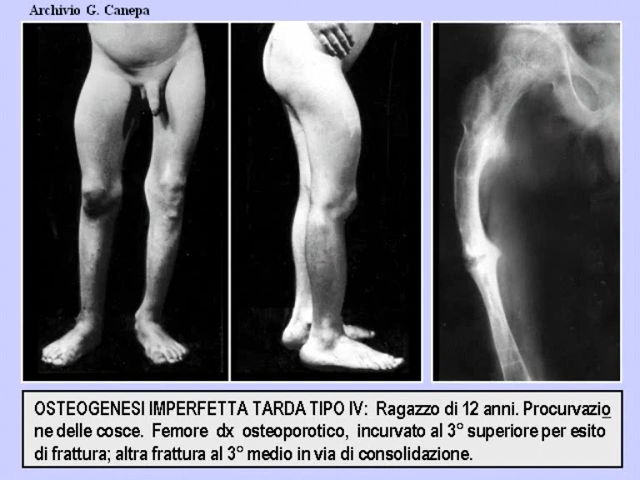 Archivio G. Canepa
OSTEOGENESI IMPERFETTA TARDA TIPO IV: Ragazzo di 12 anni. Procurvazio
ne delle cosce. Femore dx osteoporotico, incurvato al 3° superiore per esito
di frattura; altra frattura al 3° medio in via di consolidazione.